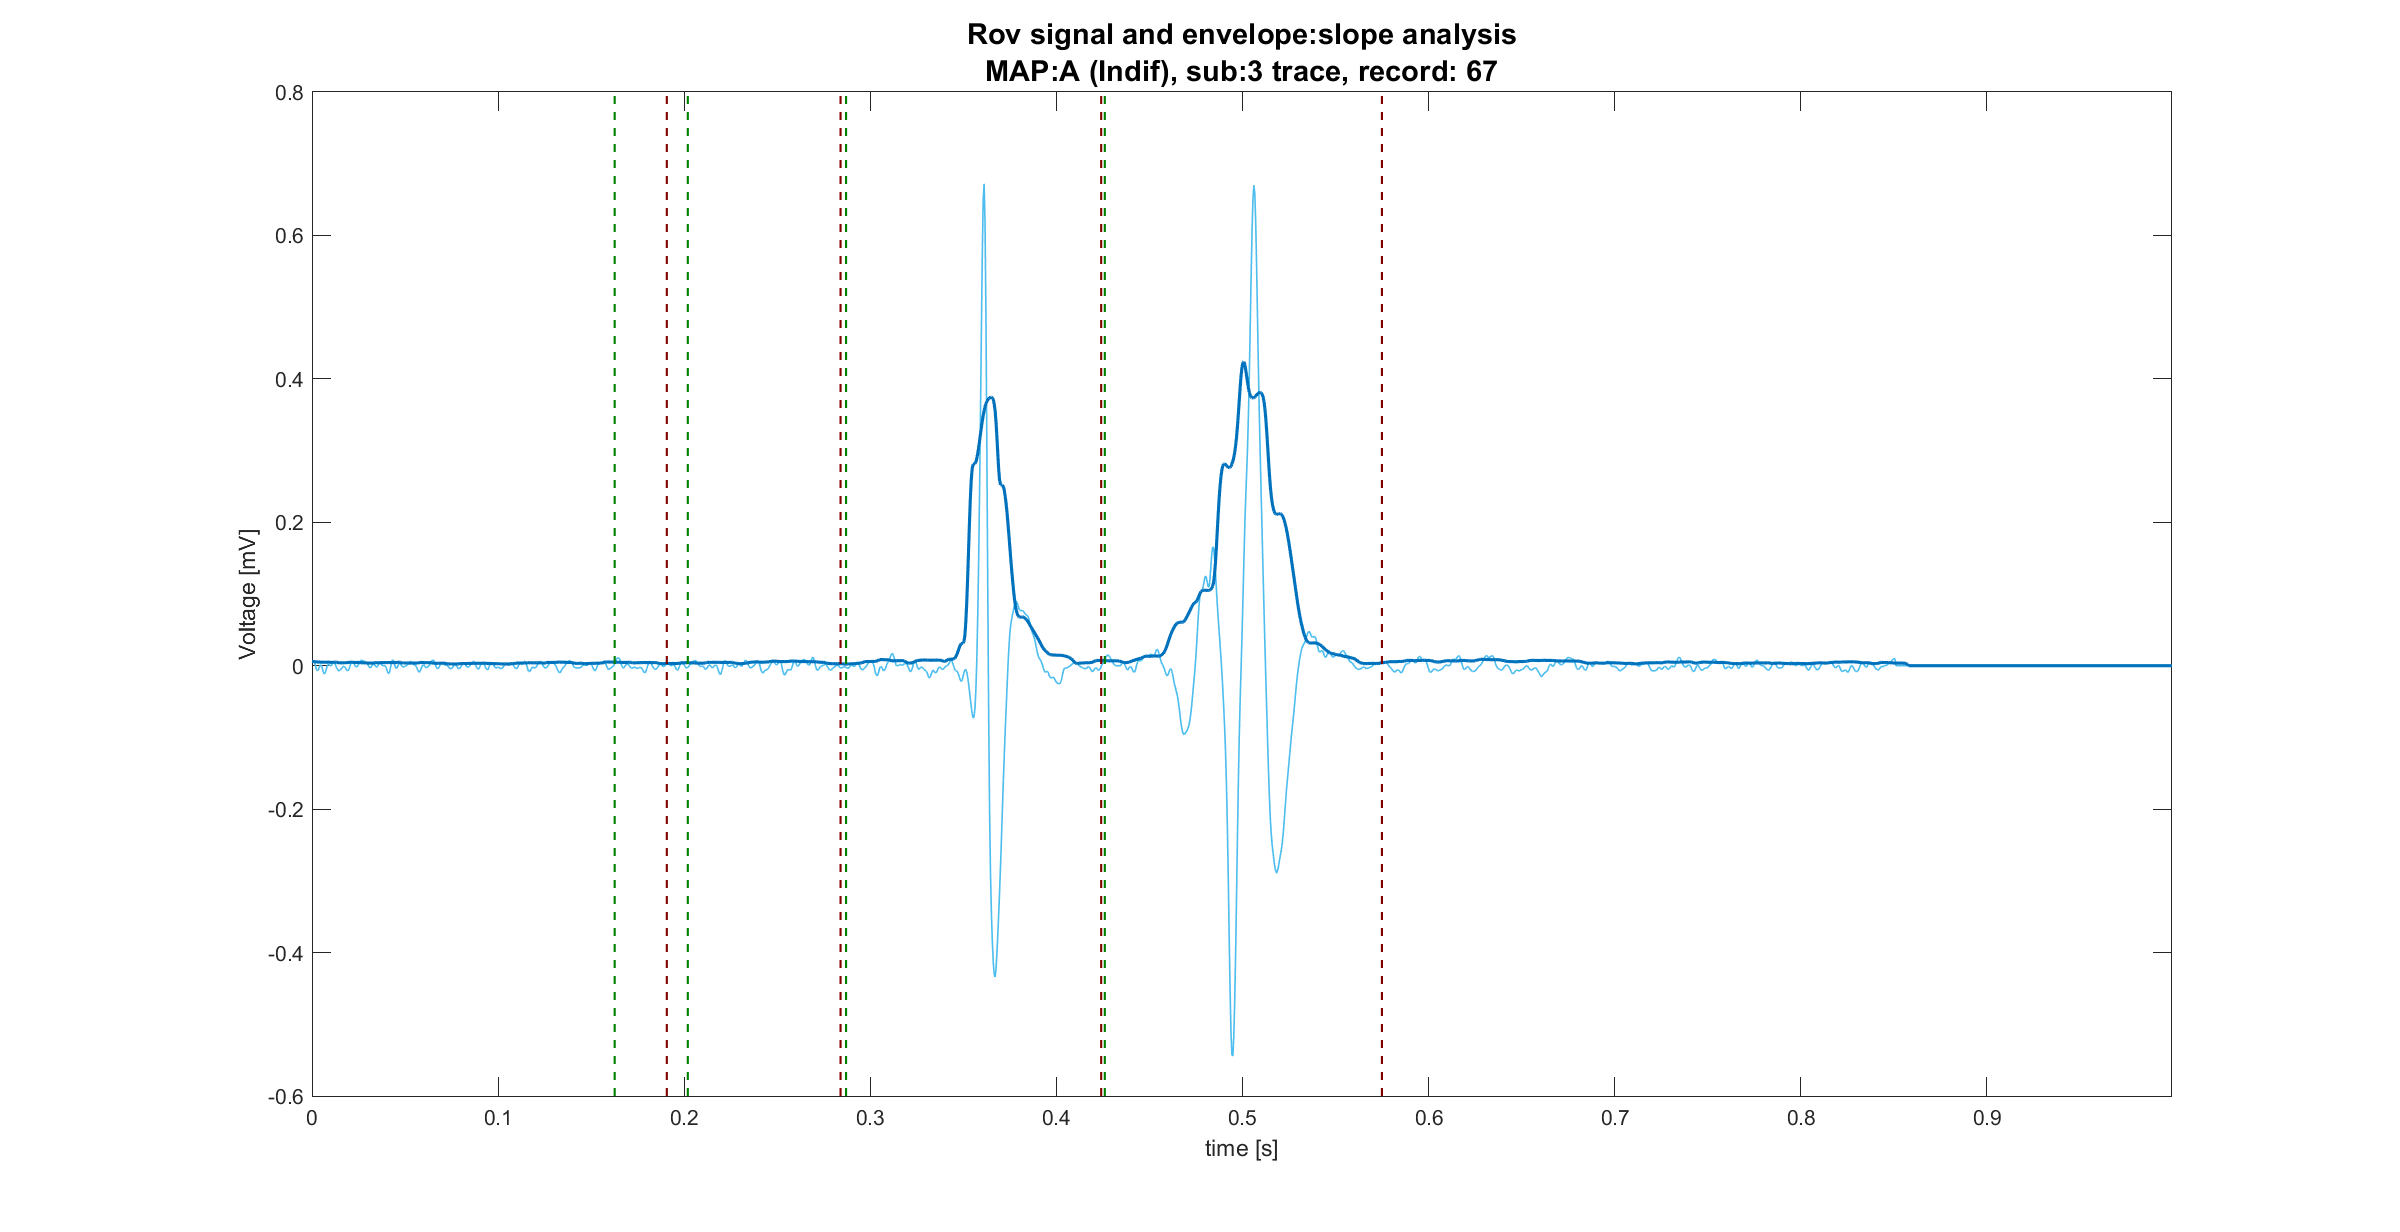 Rov signal and envelope:slope analysis
MAP:A (Indif), sub:3 trace, record: 67
0.8
0.6
0.4
0.2
0
-0.2
-0.4
-0.6
Voltage [mV]
0 0.1 0.2 0.3 0.4 0.5 0.6 0.7 0.8 0.9
time [s]